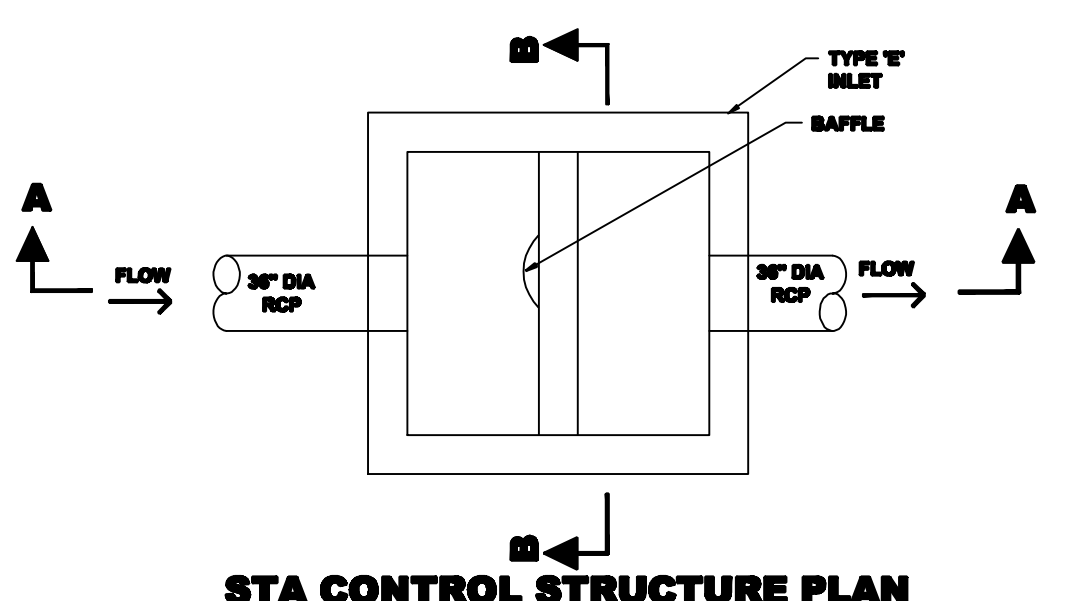 B
TYPE 'E'
INLET
BAFFLE
A
A
FLOW
36" DIA
RCP
36" DIA
RCP
FLOW
B
STA CONTROL STRUCTURE PLAN